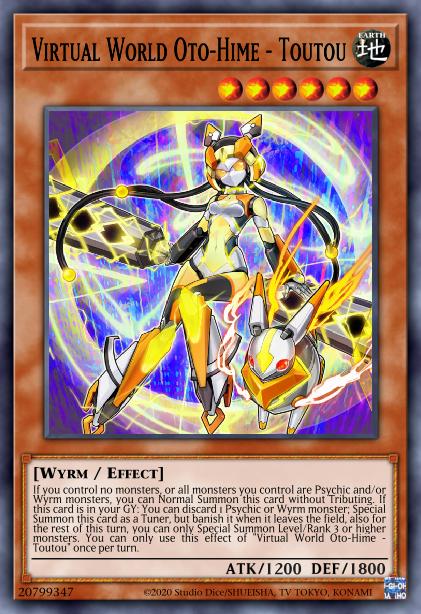 Virtual World Oto-Hime - Toutou
EARTH
地
[Wyrm / Effect]
If you control no monsters, or all monsters you control are Psychic and/or
Wyrm monsters, you can Normal Summon this card without Tributing. If
this card is in your GY: You can discard 1 Psychic or Wyrm monster; Special
Summon this card as a Tuner, but banish it when it leaves the field, also for
the rest of this turn, you can only Special Summon Level/Rank 3 or higher
monsters. You can only use this effect of "Virtual World Oto-Hime -
Toutou" once per turn.
ATK/1200 DEF/1800
20799347
©2020 Studio Dice/SHUEISHA, TV TOKYO, KONAMI